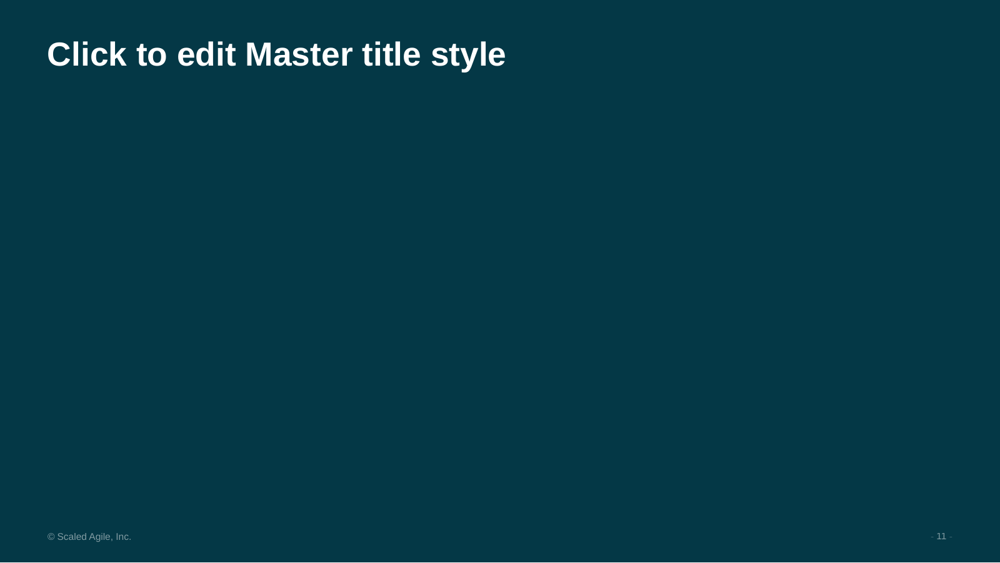 Click to edit Master title style
© Scaled Agile, Inc.
- 11 -